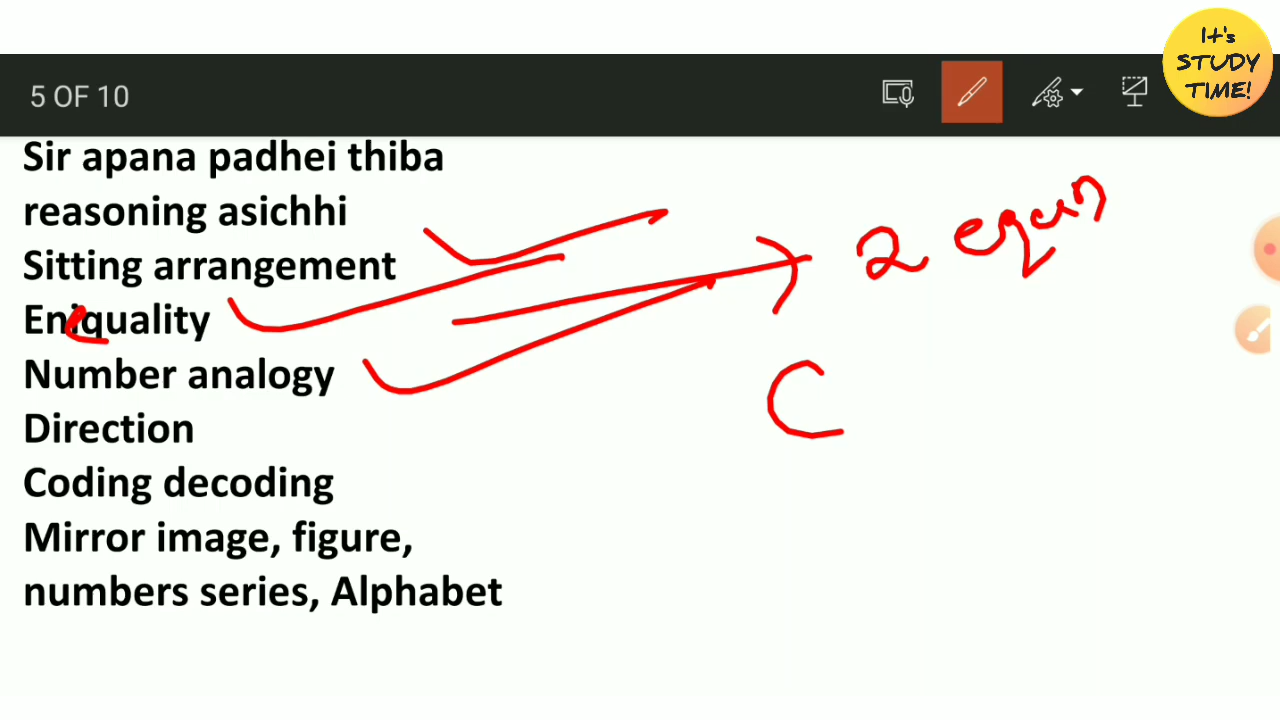 It's
STUDY
TIME!
5 OF 10
Sir apana padhei thiba
reasoning asichhi
Sitting arrangement
Eniquality
Number analogy
Direction
Coding decoding
Mirror image, figure,
numbers series, Alphabet
2
C